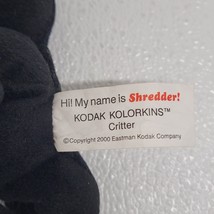 Hi! My name is Shredder!
KODAK KOLORKINS™
Critter
©Copyright 2000 Eastman Kodak Company